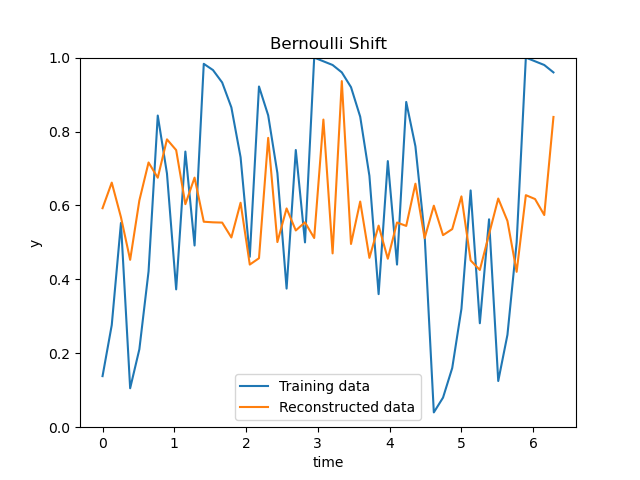 Bernoulli Shift
y
1.0
0.8
0.6
0.4
0.2
0.0
Training data
Reconstructed data
0 1 2 3 4 5 6
time